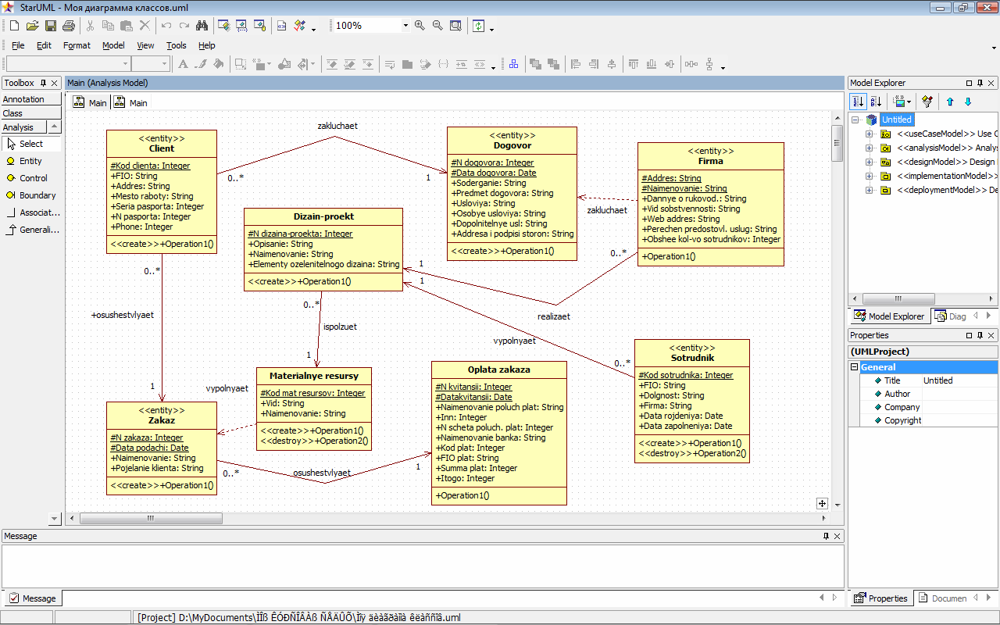 StarUML - Моя диаграмма классов.uml
100%
File Edit Format Model View Tools Help
Toolbox
Annotation
Class
Analysis
Select
Entity
Control
Boundary
Associat...
Generali...
Main (Analysis Model)
Main Main
<<entity>>
Client
#Kod clienta: Integer
+FIO: String
+Addres: String
+Mesto raboty: String
+Seria pasporta: Integer
+N pasporta: Integer
+Phone: Integer
<<create>>+Operation1()
zakluchaet
0..*
1
<<entity>>
Dogovor
#N dogovora: Integer
#Data dogovora: Date
+Soderganie: String
+Predmet dogovora: String
+Usloviya: String
+Osobye usloviya: String
+Dopolnitelnye usl: String
+Addresa i podpisi storon: String
<<create>>+Operation1()
<<entity>>
Firma
#Addres: String
#Naimenovanie: String
+Dannye o rukovod.: String
+Vid sobstvennosti: String
+Web addres: String
+Perechen predostovl. uslug: String
+Obshee kol-vo sotrudnikov: Integer
+Operation1()
zakluchaet
Dizain-proekt
#N dizaina-proekta: Integer
+Opisanie: String
+Naimenovanie: String
+Elementy ozelenitelnogo dizaina: String
<<create>>+Operation1()
0..*
1
1
realizaet
0..*
+osushestvlyaet
1
0..*
ispolzuet
1
vypolnyaet
0..*
Materialnye resursy
#Kod mat resursov: Integer
+Vid: String
+Naimenovanie: String
<<create>>+Operation1()
<<destroy>>+Operation2()
vypolnyaet
<<entity>>
Zakaz
#N zakaza: Integer
#Data podachi: Date
+Naimenovanie: String
+Pojelanie klienta: String
<<create>>+Operation1()
0..*
osushestvlyaet
1
Oplata zakaza
#N kvitansii: Integer
#Datakvitansii: Date
+Naimenovanie poluch plat: String
+Inn: Integer
+N scheta poluch. plat: Integer
+Naimenovanie banka: String
+Kod plat: Integer
+FIO plat: String
+Summa plat: Integer
+Itogo: Integer
+Operation1()
<<entity>>
Sotrudnik
#Kod sotrudnika: Integer
+FIO: String
+Dolgnost: String
+Firma: String
+Data rojdeniya: Date
+Data zapolneniya: Date
<<create>>+Operation1()
<<destroy>>+Operation2()
Model Explorer
Untitled
<<useCaseModel>> Use C
<<analysisModel>> Analys
<<designModel>> Design
<<implementationModel>>
<<deploymentModel>> De
Model Explorer Diag
Properties
(UMLProject)
General
Title Untitled
Author
Company
Copyright
Properties Documen
Message
Message
[Project] D:\MyDocuments\ÌÎß ÊÓÐÑÎÂÀß ÑÅÄÛÕ\Ìîÿ äèàãðàììà êëàññîâ.uml